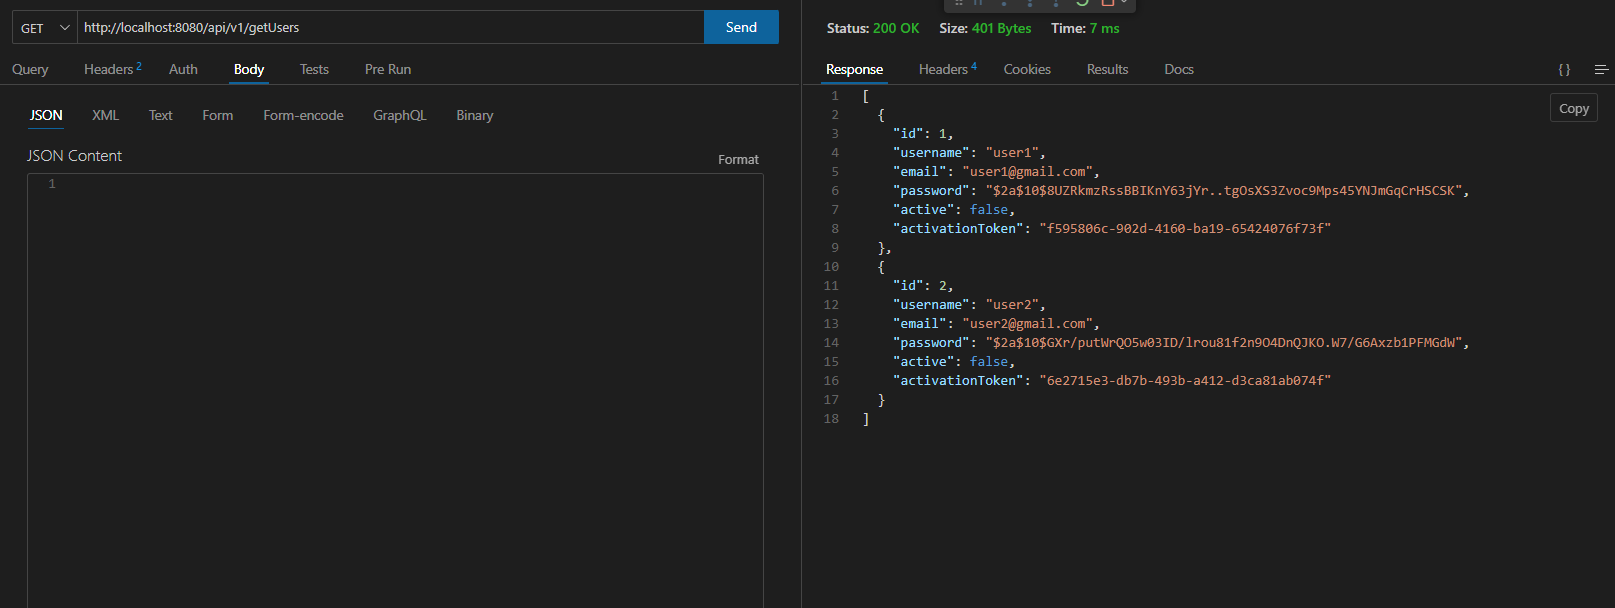 GET http://localhost:8080/api/v1/getUsers Send
Query Headers 2 Auth Body Tests Pre Run
JSON XML Text Form Form-encode GraphQL Binary
JSON Content
Format
1
Status: 200 OK Size: 401 Bytes Time: 7 ms
Response Headers 4 Cookies Results Docs {}
Copy
1 [
2 {
3 "id": 1,
4 "username": "user1",
5 "email": "user1@gmail.com",
6 "password": "$2a$10$8UZRkmzRssBBIKnY63jYr..tgOsXS3Zvoc9Mps45YNJmGqCrHSCSK",
7 "active": false,
8 "activationToken": "f595806c-902d-4160-ba19-65424076f73f"
9 },
10 {
11 "id": 2,
12 "username": "user2",
13 "email": "user2@gmail.com",
14 "password": "$2a$10$GXr/putWrQO5w03ID/lrou81f2n9O4DnQJKO.W7/G6Axzb1PFMGdW",
15 "active": false,
16 "activationToken": "6e2715e3-db7b-493b-a412-d3ca81ab074f"
17 }
18 ]